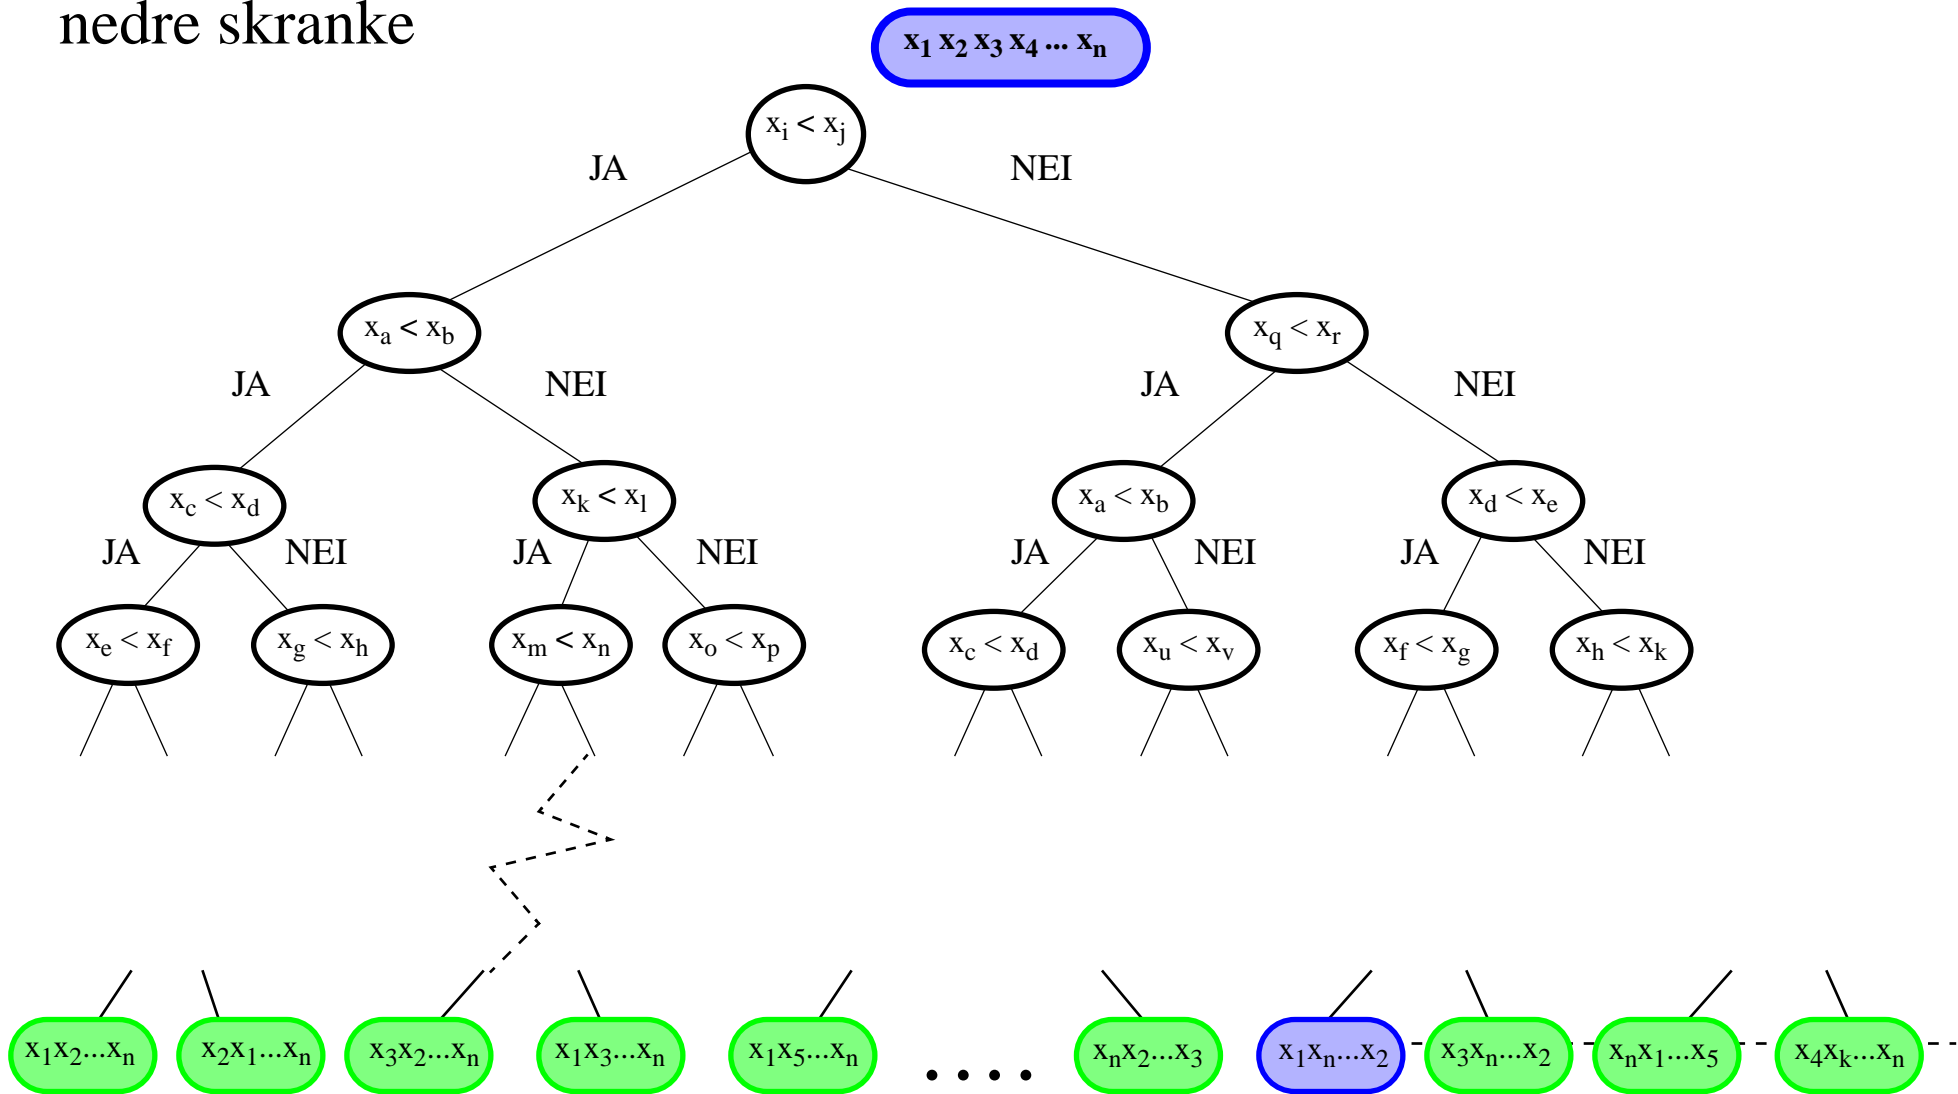 nedre skranke
x1 x2 x3 x4 ... xn
xi < xj
JA NEI
xa < xb xq < xr
JA NEI JA NEI
xc < xd xk < xl xa < xb xd < xe
JA NEI JA NEI JA NEI JA NEI
xe < xf xg < xh xm < xn xo < xp xc < xd xu < xv xf < xg xh < xk
x1x2...xn x2x1...xn x3x2...xn x1x3...xn x1x5...xn .... xnx2...x3 x1xn...x2 x3xn...x2 xnx1...x5 x4xk...xn